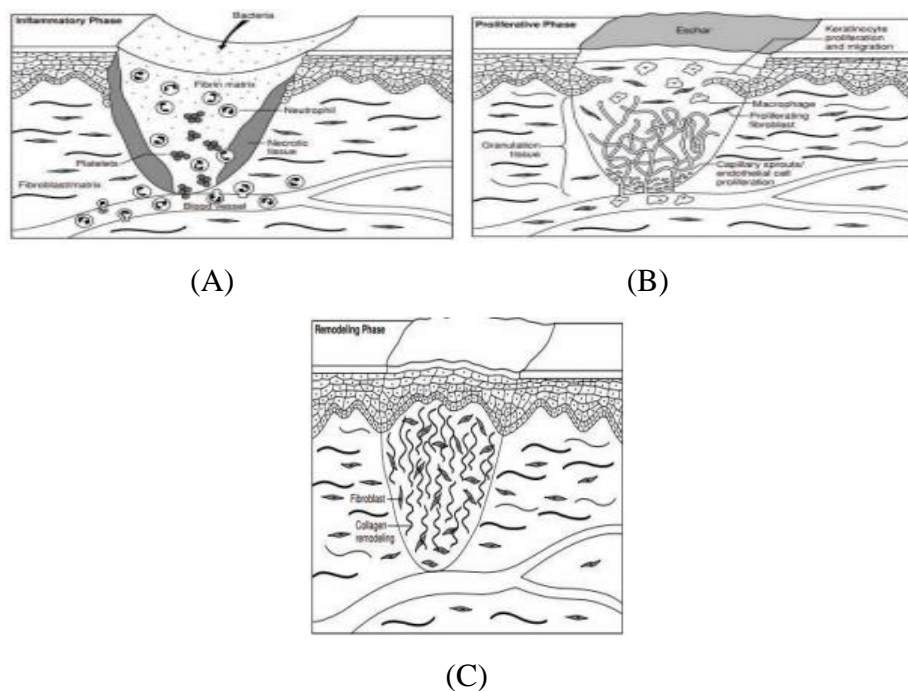 Inflammatory Phase
Bacteria
Fibrin matrix
Neutrophil
Necrotic
tissue
Platelets
Fibroblast/matrix
Blood vessel
(A)
Proliferative Phase
Eschar
Keratinocyte
proliferation
and migration
Macrophage
Proliferating
fibroblast
Granulation
tissue
Capillary sprouts/
endothelial cell
proliferation
(B)
Remodeling Phase
Fibroblast
Collagen
remodeling
(C)